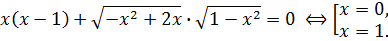 x(x − 1) + √(−x² + 2x) · √(1 − x²) = 0 ⇔ [x = 0,
x = 1.